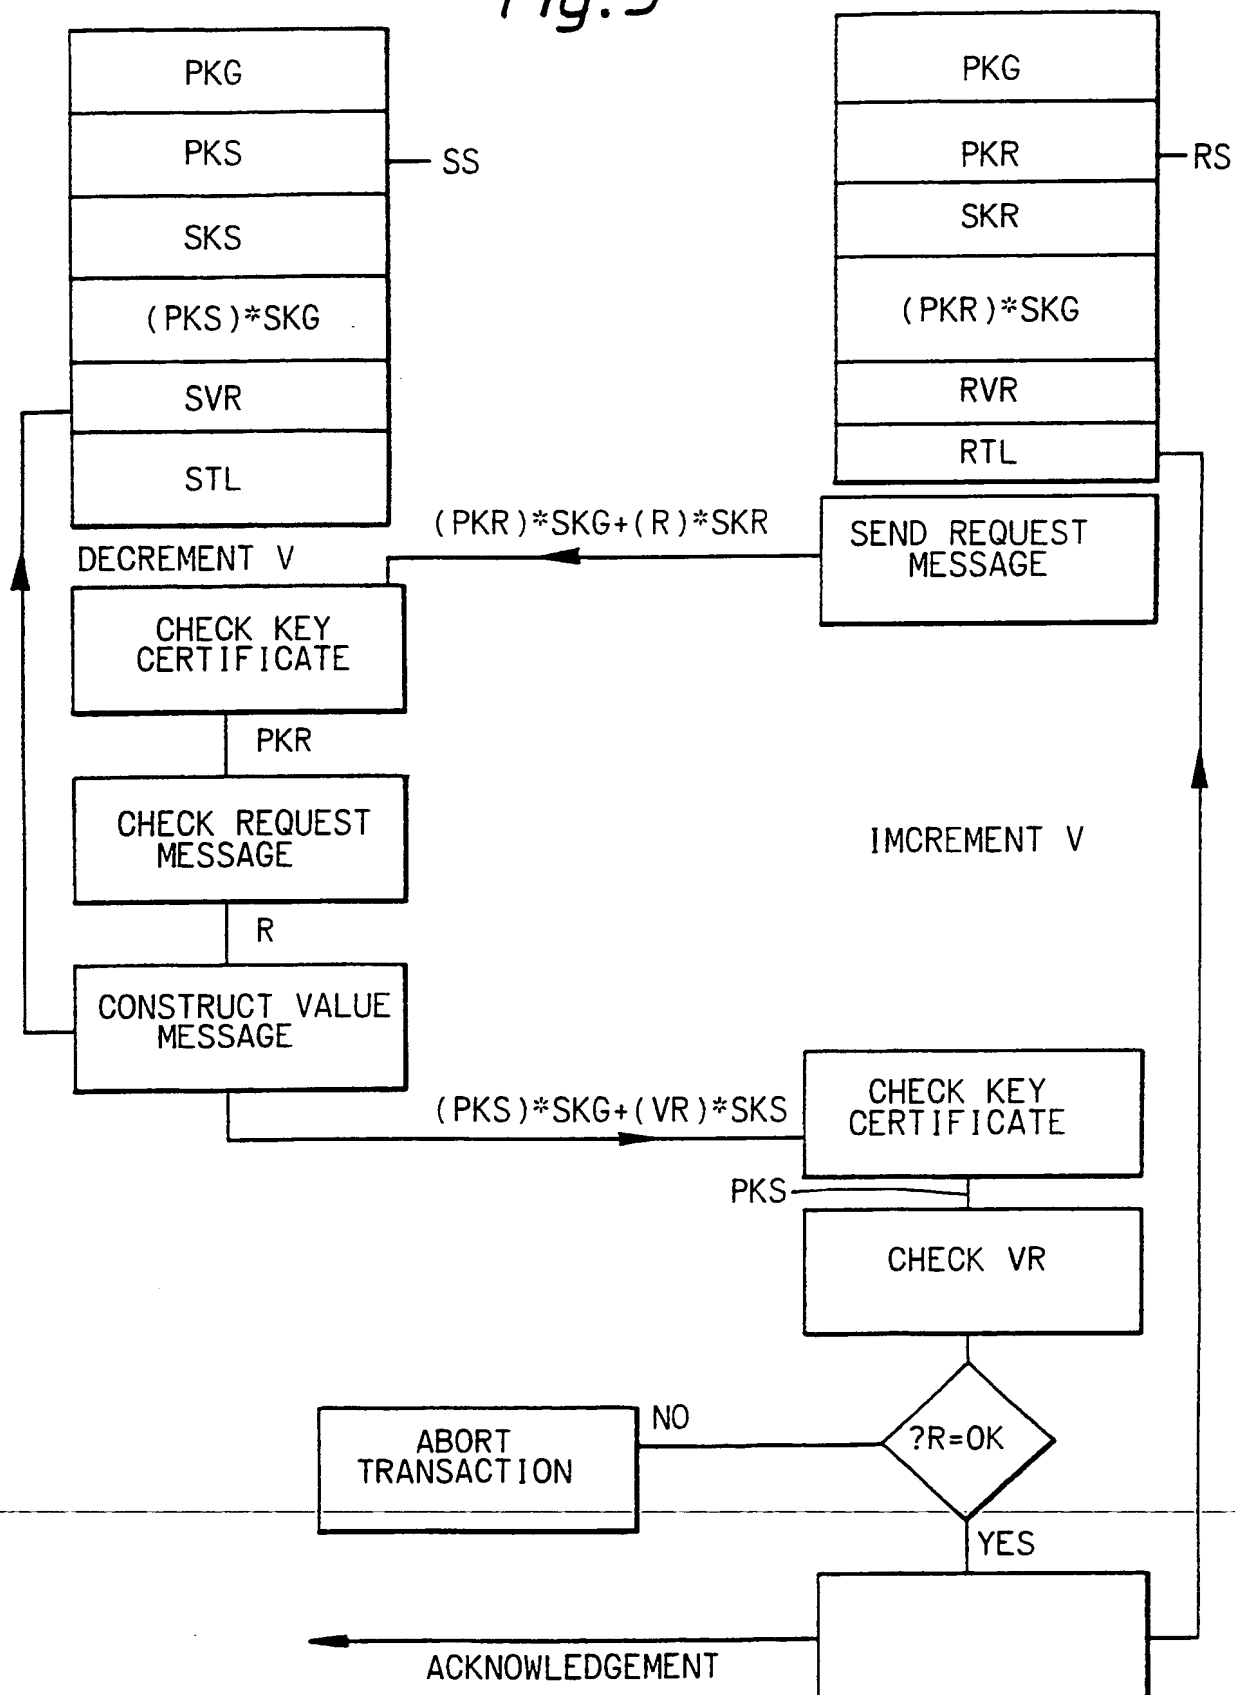 Fig. 3
PKG
PKS
SS
SKS
(PKS)*SKG
SVR
STL
PKG
PKR
RS
SKR
(PKR)*SKG
RVR
RTL
(PKR)*SKG+(R)*SKR
SEND REQUEST
MESSAGE
DECREMENT V
CHECK KEY
CERTIFICATE
PKR
CHECK REQUEST
MESSAGE
R
CONSTRUCT VALUE
MESSAGE
IMCREMENT V
(PKS)*SKG+(VR)*SKS
CHECK KEY
CERTIFICATE
PKS
CHECK VR
?R=OK
NO
ABORT
TRANSACTION
YES
ACKNOWLEDGEMENT